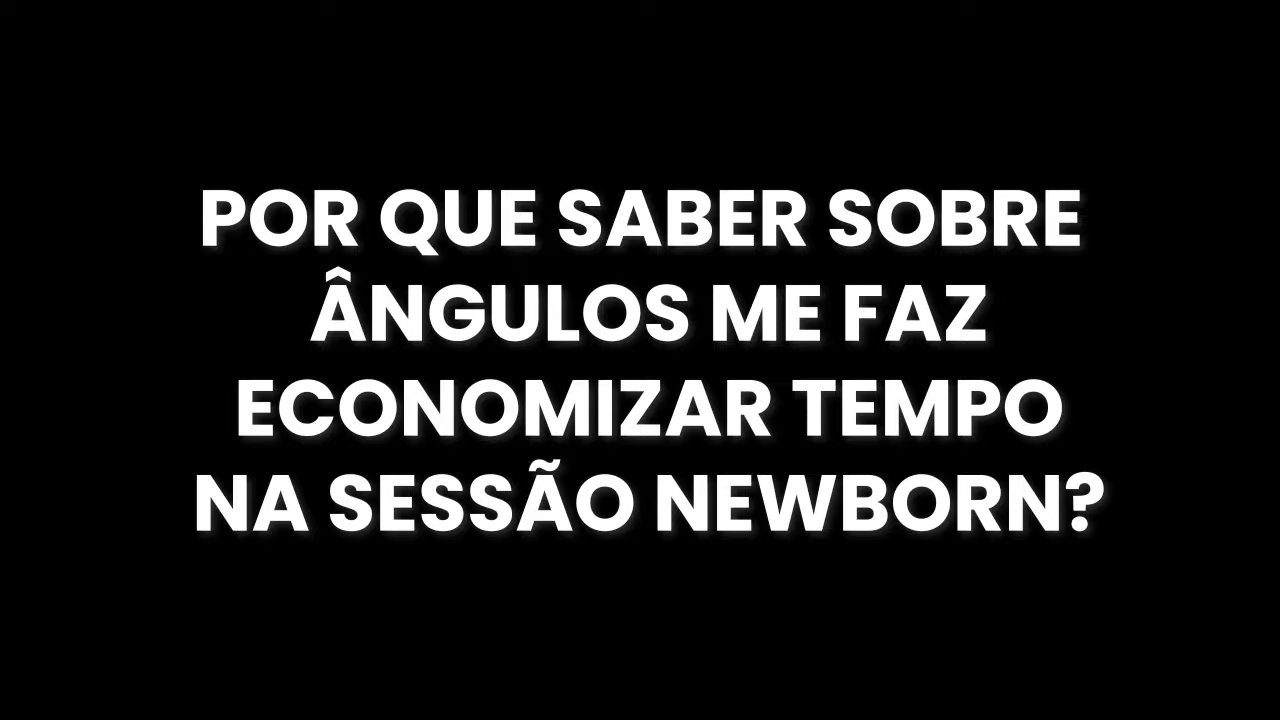 POR QUE SABER SOBRE
ÂNGULOS ME FAZ
ECONOMIZAR TEMPO
NA SESSÃO NEWBORN?